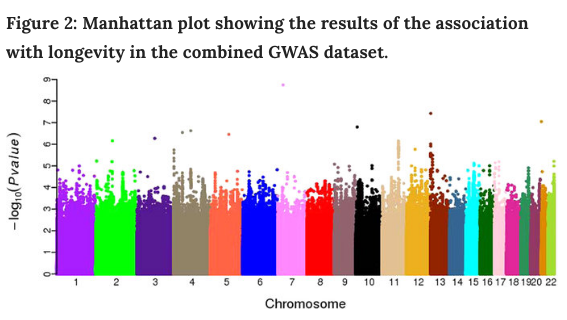 Figure 2: Manhattan plot showing the results of the association
with longevity in the combined GWAS dataset.
9
8
7
6
5
4
3
2
1
0
−log10(Pvalue)
1 2 3 4 5 6 7 8 9 10 11 12 13 14 15 16 17 18 19 20 22
Chromosome